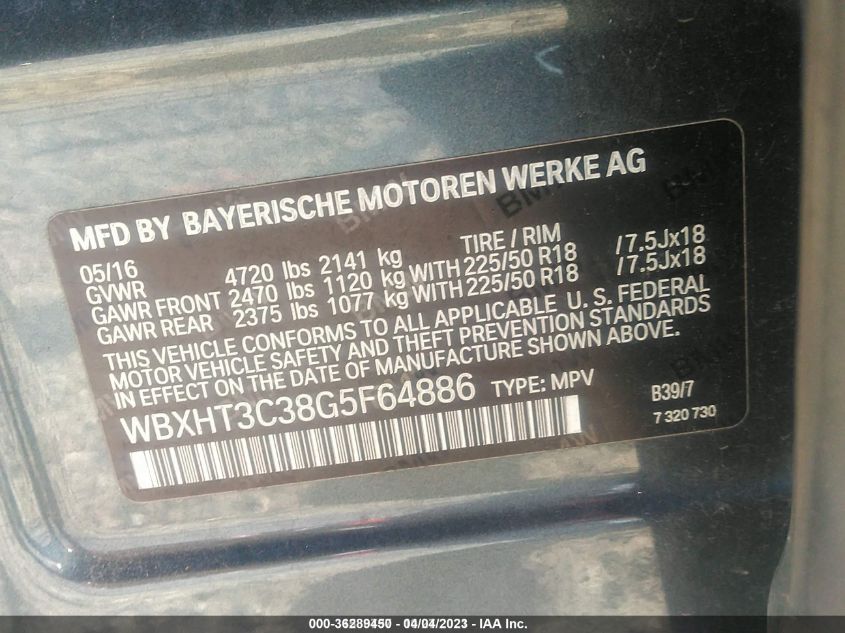 MFD BY BAYERISCHE MOTOREN WERKE AG
05/16 TIRE / RIM
GVWR 4720 lbs 2141 kg
GAWR FRONT 2470 lbs 1120 kg WITH 225/50 R18 /7.5Jx18
GAWR REAR 2375 lbs 1077 kg WITH 225/50 R18 /7.5Jx18
THIS VEHICLE CONFORMS TO ALL APPLICABLE U. S. FEDERAL
MOTOR VEHICLE SAFETY AND THEFT PREVENTION STANDARDS
IN EFFECT ON THE DATE OF MANUFACTURE SHOWN ABOVE.
WBXHT3C38G5F64886 TYPE: MPV B39/7
7 320 730
000-36289450 - 04/04/2023 - IAA Inc.